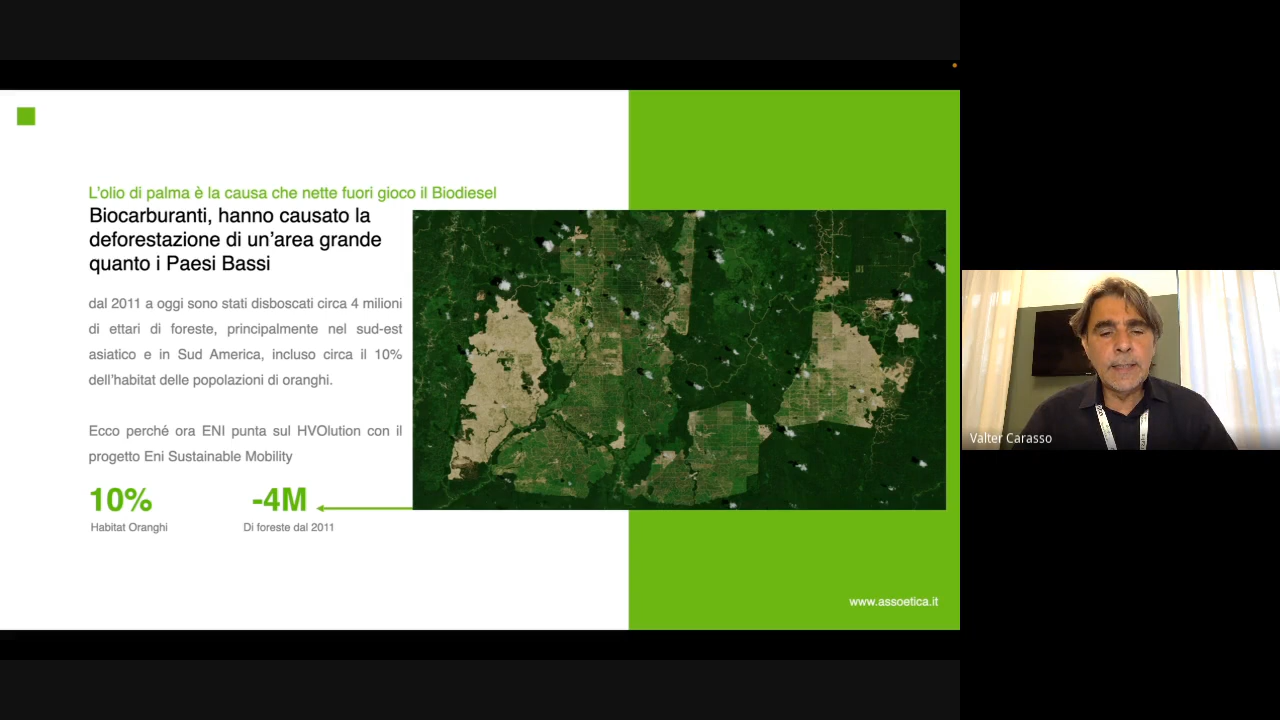 L'olio di palma è la causa che nette fuori gioco il Biodiesel
Biocarburanti, hanno causato la
deforestazione di un'area grande
quanto i Paesi Bassi
dal 2011 a oggi sono stati disboscati circa 4 milioni
di ettari di foreste, principalmente nel sud-est
asiatico e in Sud America, incluso circa il 10%
dell'habitat delle popolazioni di oranghi.
Ecco perché ora ENI punta sul HVOlution con il
progetto Eni Sustainable Mobility
10%
Habitat Oranghi
-4M
Di foreste dal 2011
www.assoetica.it
Valter Carasso